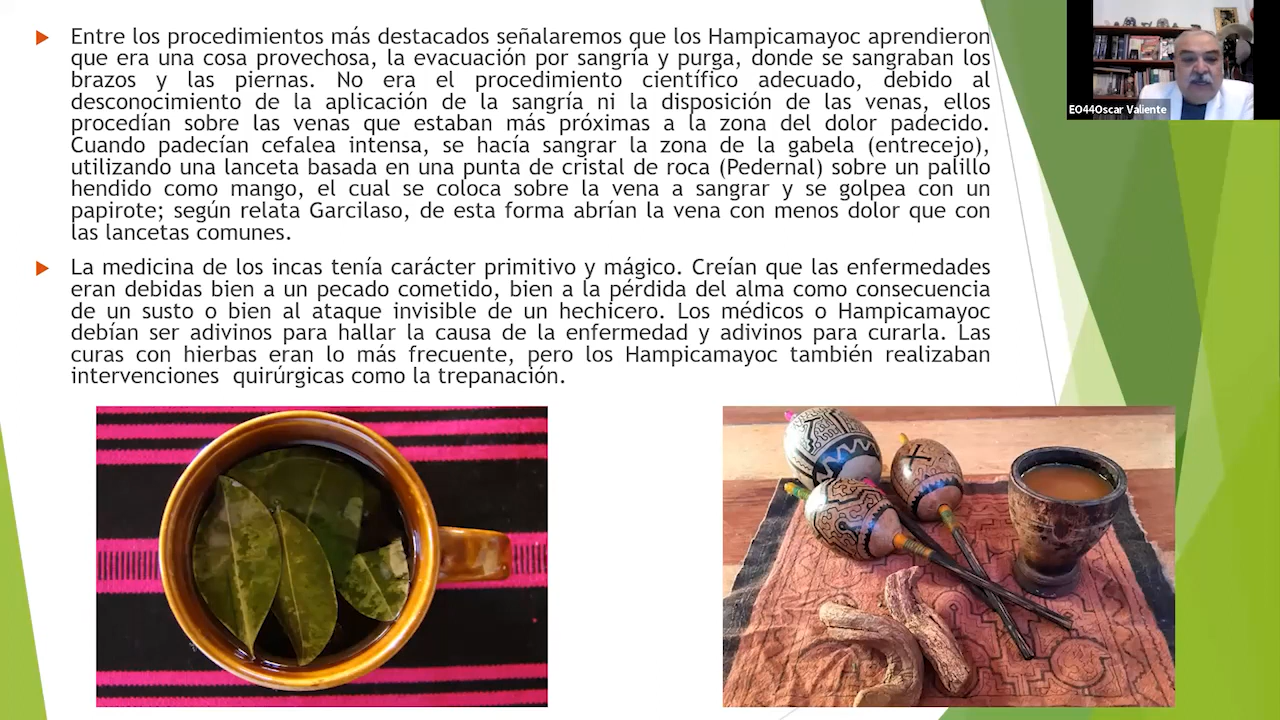 Entre los procedimientos más destacados señalaremos que los Hampicamayoc aprendieron
que era una cosa provechosa, la evacuación por sangría y purga, donde se sangraban los
brazos y las piernas. No era el procedimiento científico adecuado, debido al
desconocimiento de la aplicación de la sangría ni la disposición de las venas, ellos
procedían sobre las venas que estaban más próximas a la zona del dolor padecido.
Cuando padecían cefalea intensa, se hacía sangrar la zona de la gabela (entrecejo),
utilizando una lanceta basada en una punta de cristal de roca (Pedernal) sobre un palillo
hendido como mango, el cual se coloca sobre la vena a sangrar y se golpea con un
papirote; según relata Garcilaso, de esta forma abrían la vena con menos dolor que con
las lancetas comunes.
La medicina de los incas tenía carácter primitivo y mágico. Creían que las enfermedades
eran debidas bien a un pecado cometido, bien a la pérdida del alma como consecuencia
de un susto o bien al ataque invisible de un hechicero. Los médicos o Hampicamayoc
debían ser adivinos para hallar la causa de la enfermedad y adivinos para curarla. Las
curas con hierbas eran lo más frecuente, pero los Hampicamayoc también realizaban
intervenciones quirúrgicas como la trepanación.
EO44Oscar Valiente